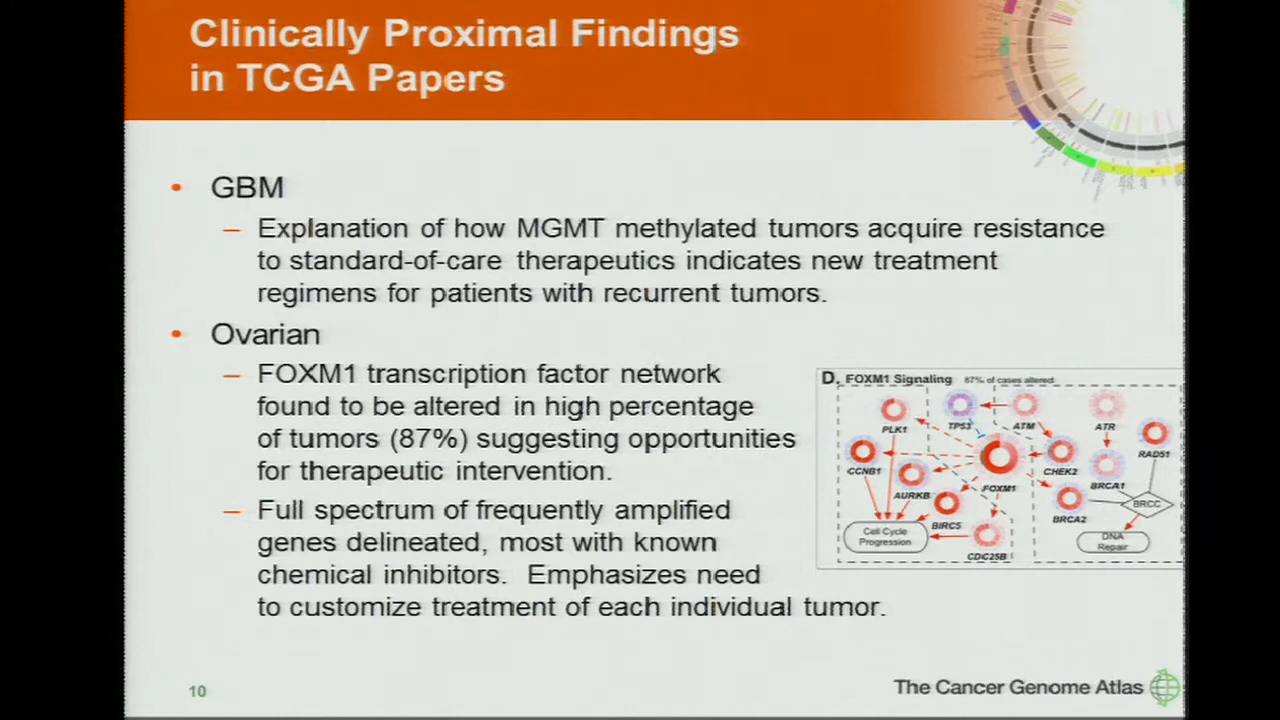 Clinically Proximal Findings
in TCGA Papers
• GBM
– Explanation of how MGMT methylated tumors acquire resistance
to standard-of-care therapeutics indicates new treatment
regimens for patients with recurrent tumors.
• Ovarian
– FOXM1 transcription factor network
found to be altered in high percentage
of tumors (87%) suggesting opportunities
for therapeutic intervention.
– Full spectrum of frequently amplified
genes delineated, most with known
chemical inhibitors. Emphasizes need
to customize treatment of each individual tumor.
D. FOXM1 Signaling 87% of cases altered
PLK1
TP53
ATM
ATR
RAD51
CCNB1
AURKB
FOXM1
CHEK2
BRCA1
BRCA2
BRCC
BIRC5
CDC25B
Cell Cycle
Progression
DNA
Repair
10
The Cancer Genome Atlas